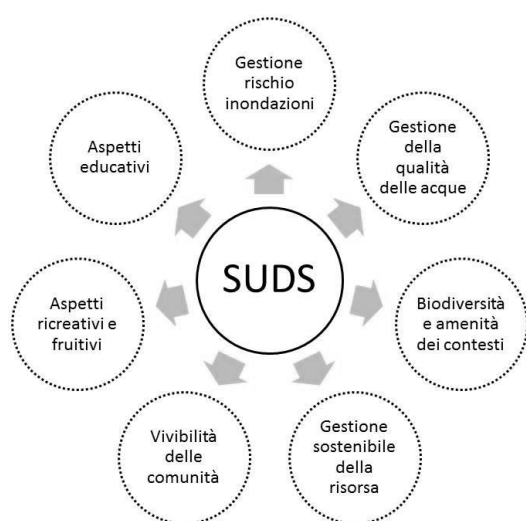 Gestione
rischio
inondazioni
Gestione
della
qualità
delle acque
Biodiversità
e amenità
dei contesti
Gestione
sostenibile
della
risorsa
Vivibilità
delle
comunità
Aspetti
ricreativi e
fruitivi
Aspetti
educativi
SUDS